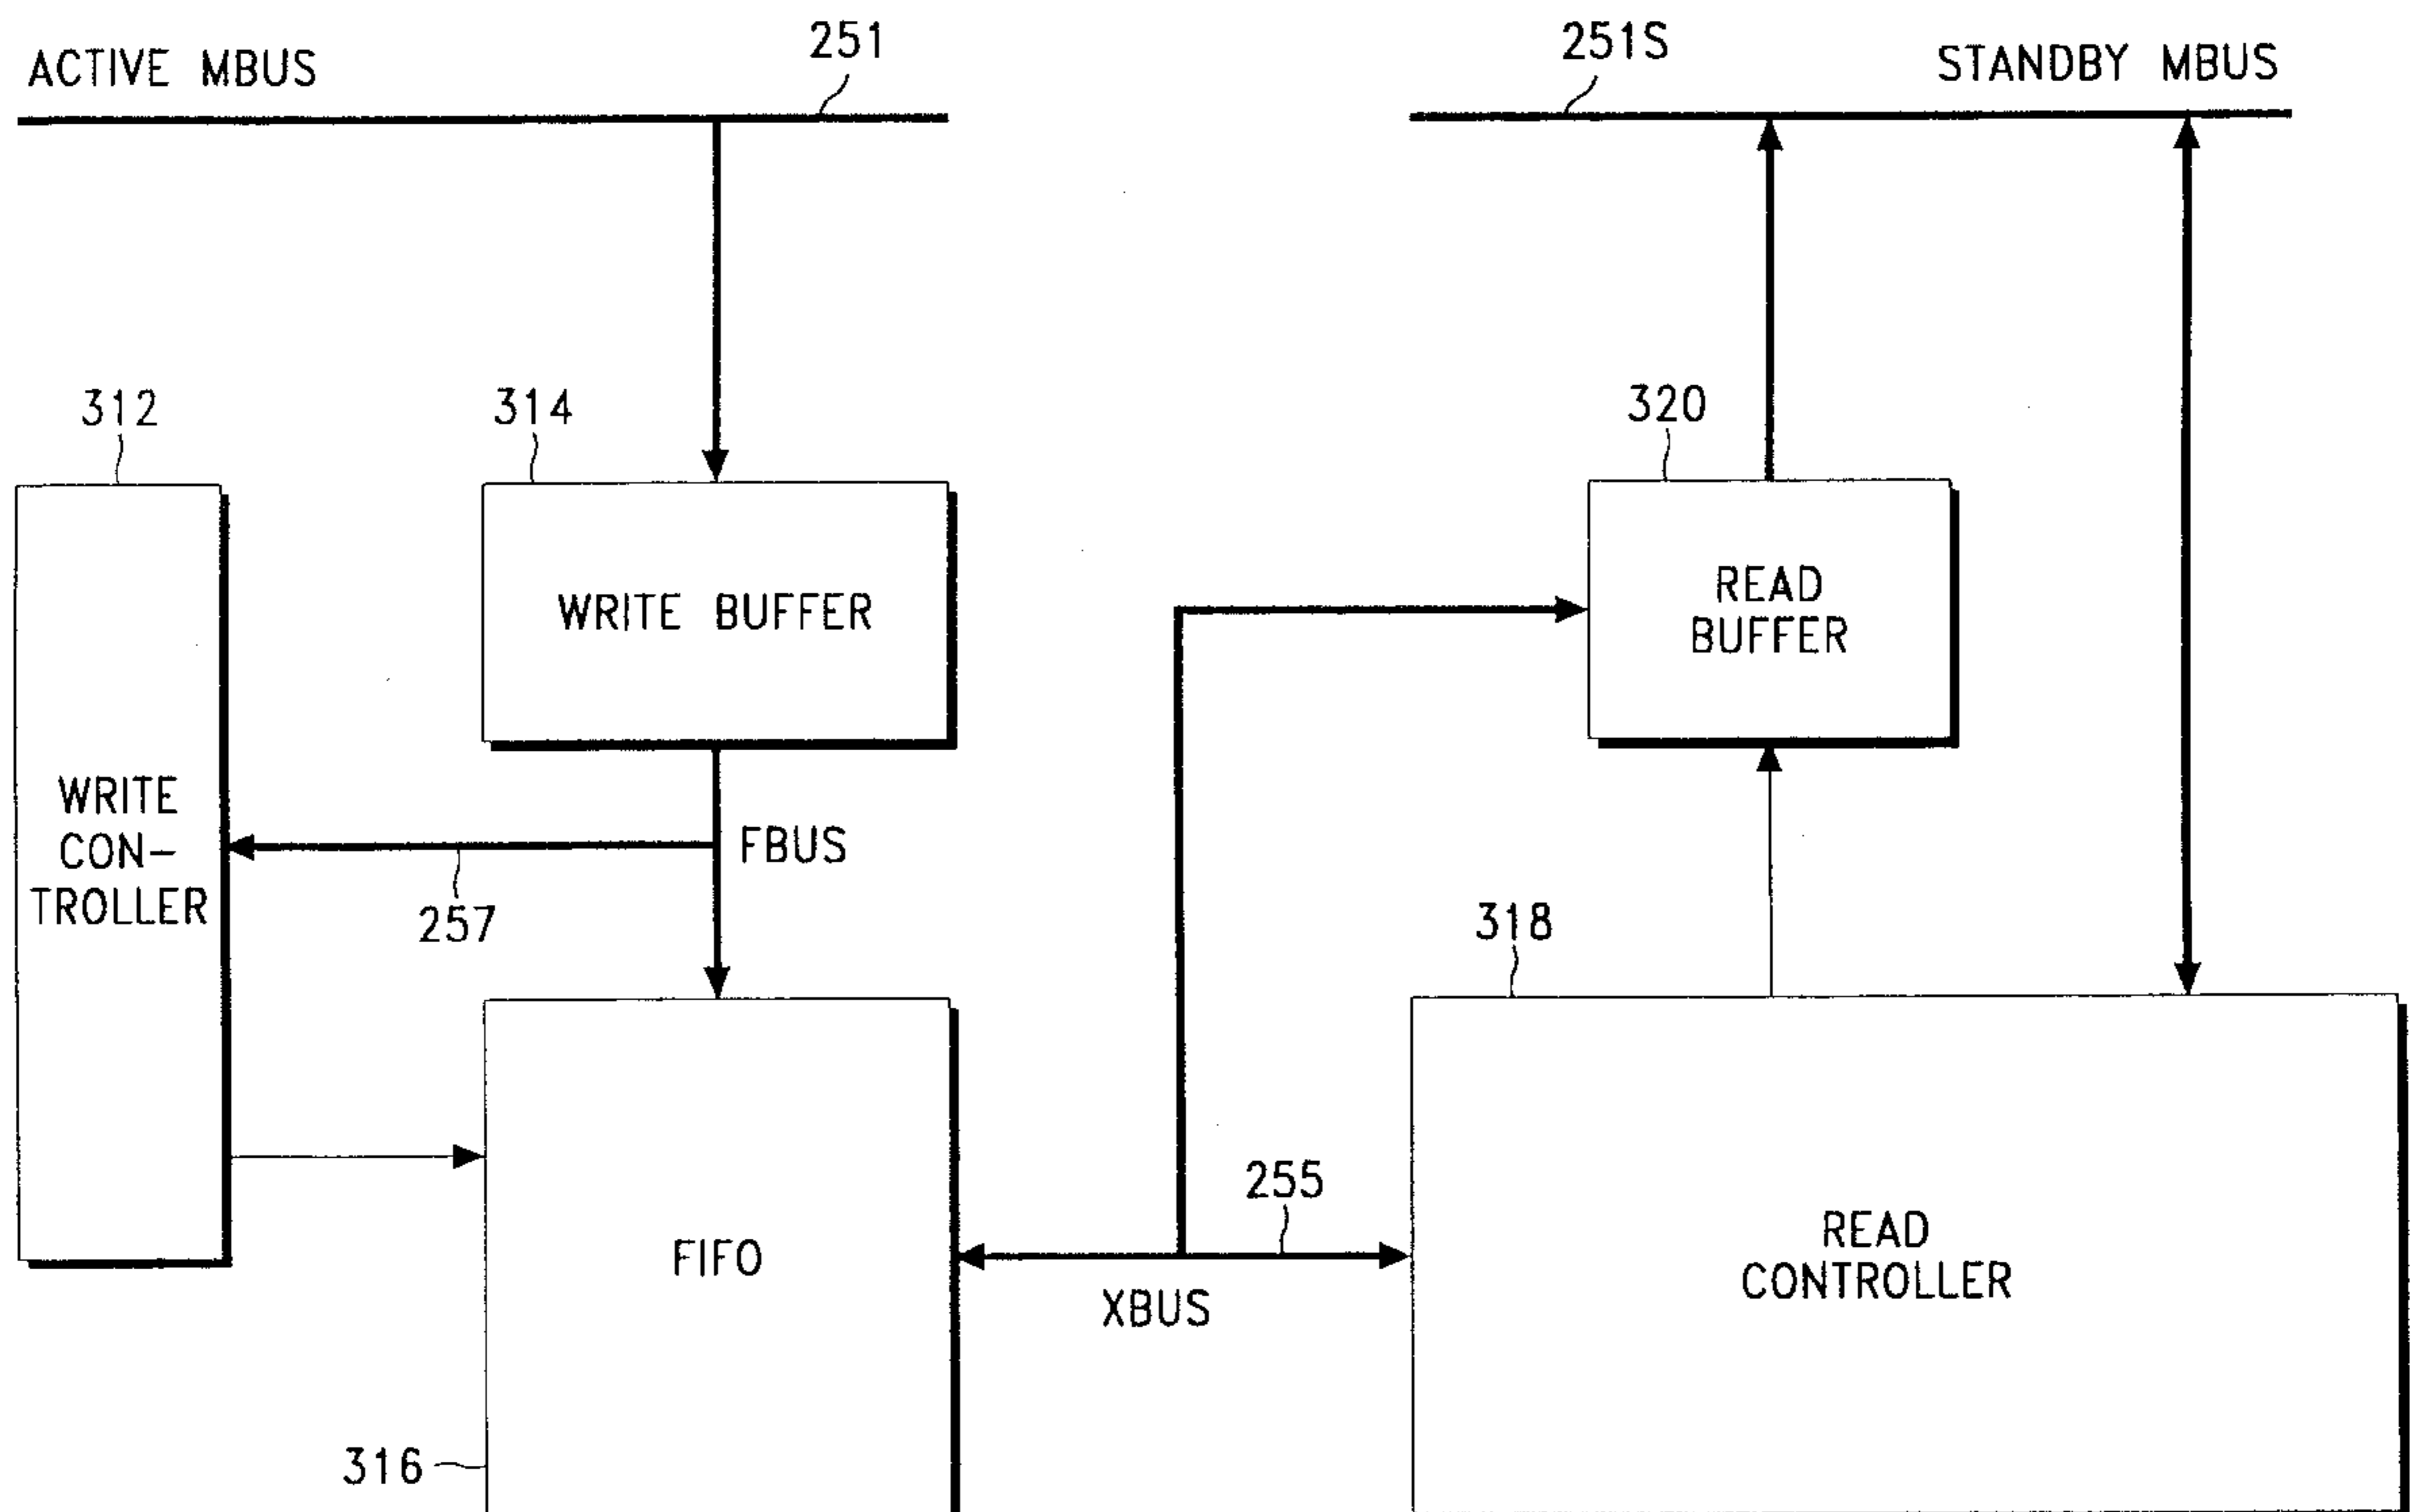 ACTIVE MBUS
251
251S
STANDBY MBUS
312
314
320
WRITE BUFFER
READ
BUFFER
WRITE
CON-
TROLLER
FBUS
257
318
255
FIFO
XBUS
READ
CONTROLLER
316